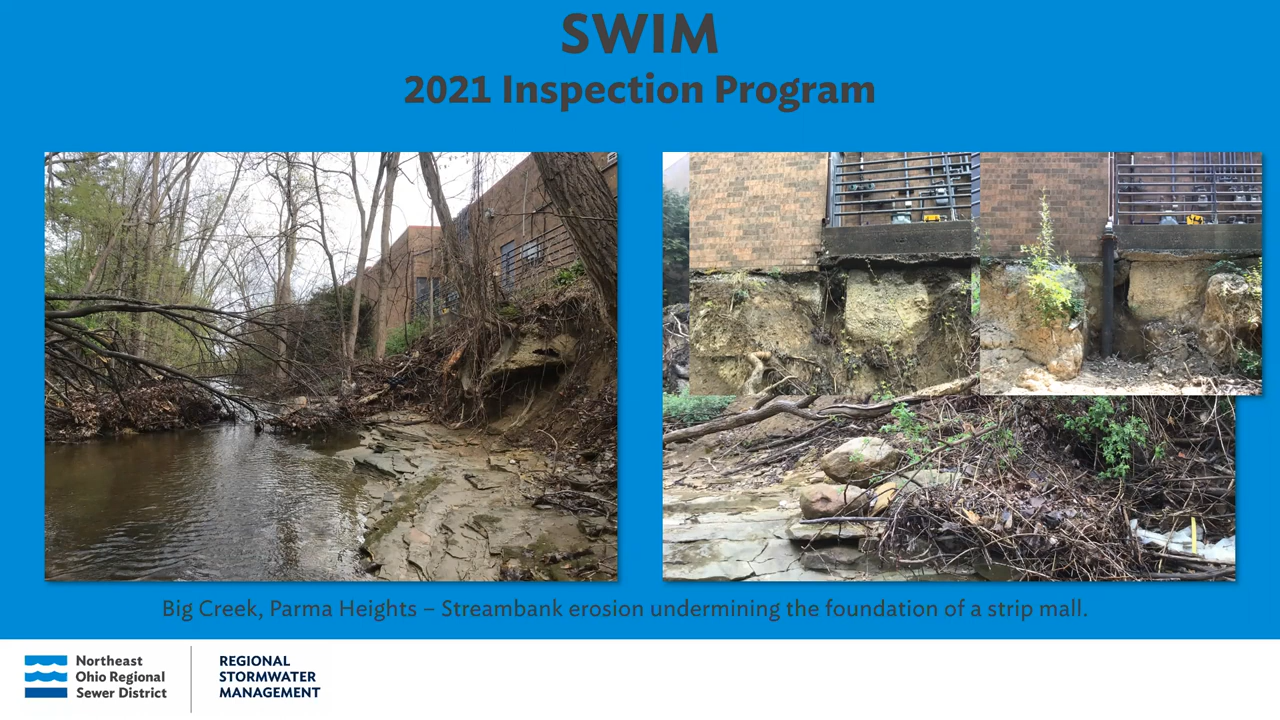 SWIM
2021 Inspection Program
Big Creek, Parma Heights – Streambank erosion undermining the foundation of a strip mall.
Northeast
Ohio Regional
Sewer District
REGIONAL
STORMWATER
MANAGEMENT